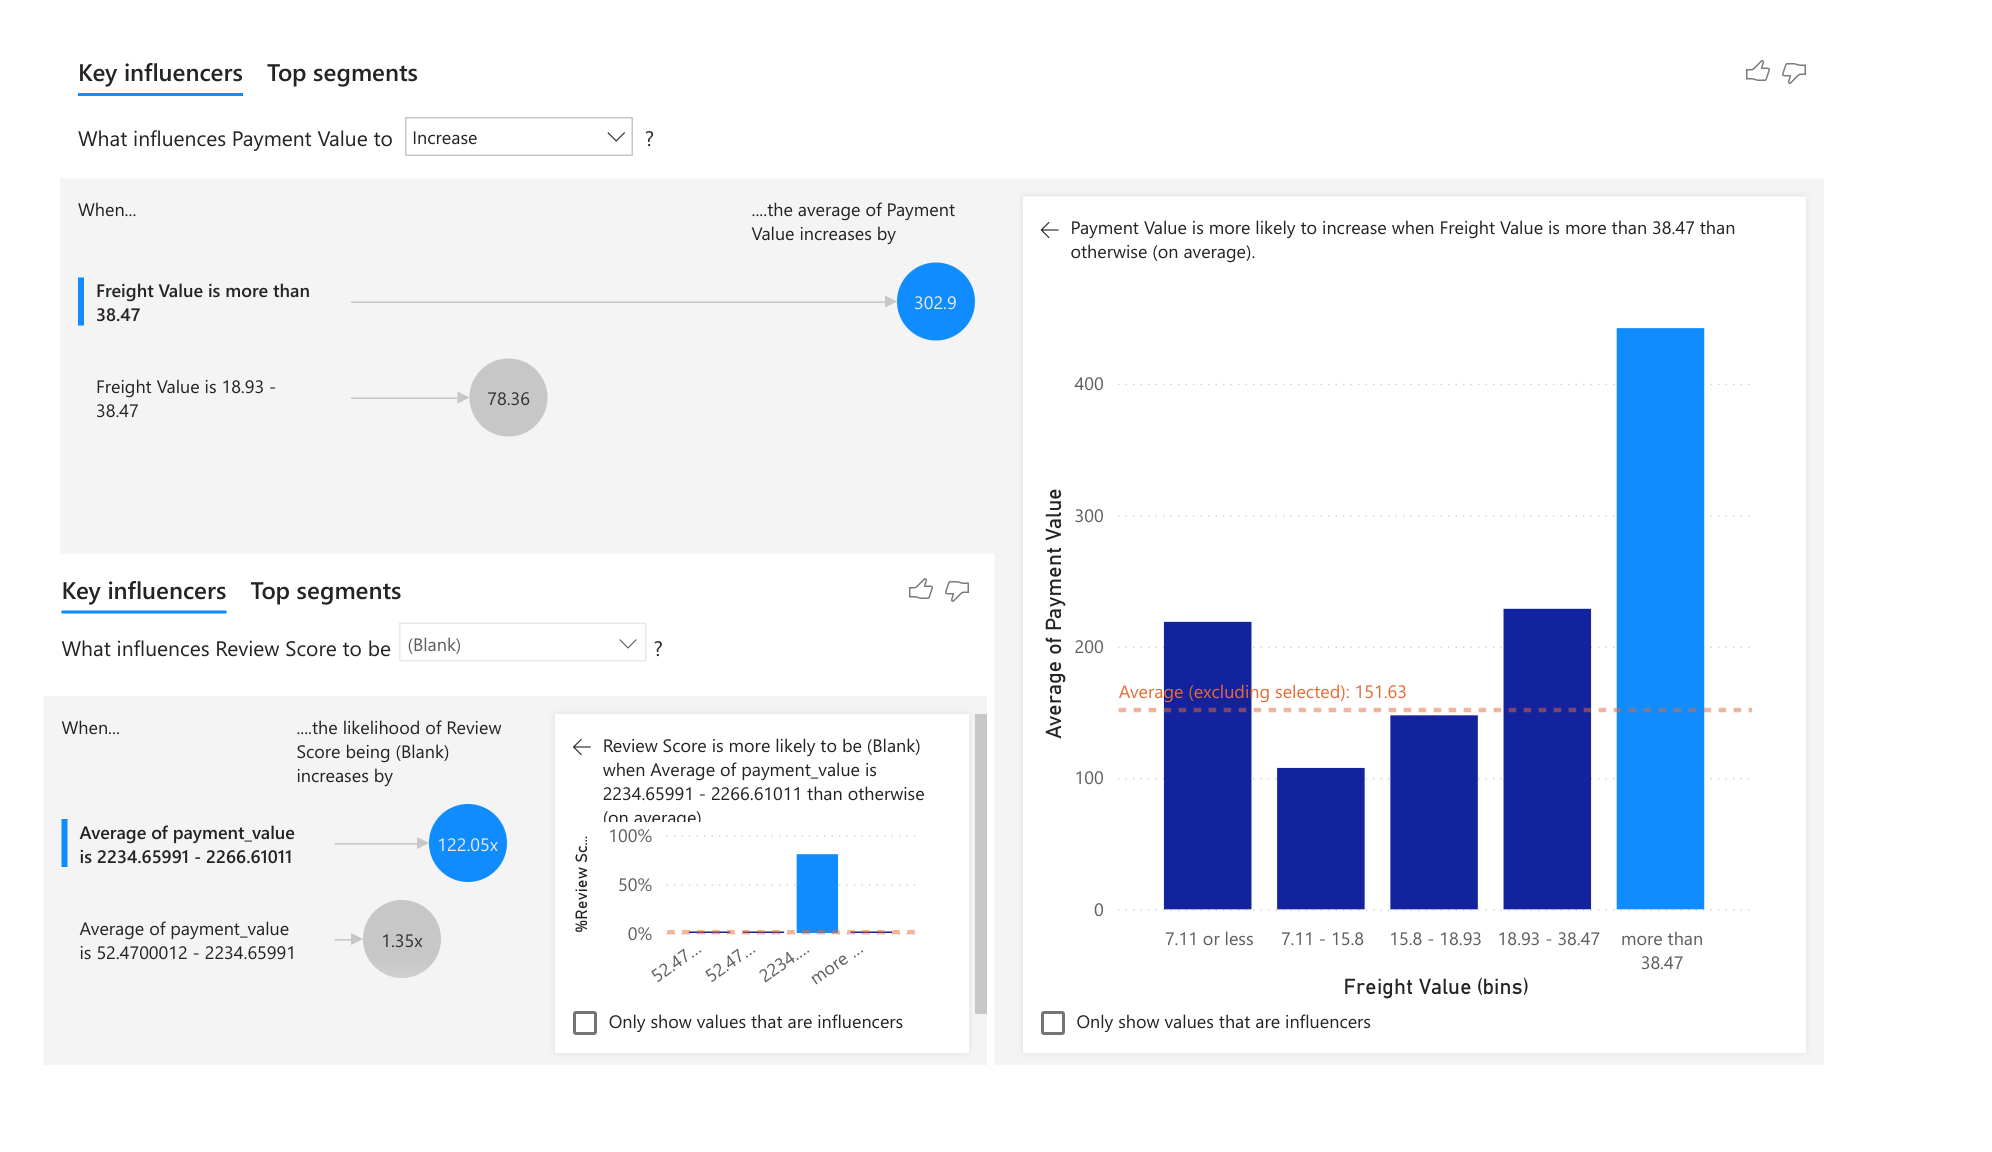 Key influencers
Top segments
What influences Payment Value to
Increase
?
When...
....the average of Payment
Value increases by
Freight Value is more than
38.47
302.9
Freight Value is 18.93 -
38.47
78.36
Payment Value is more likely to increase when Freight Value is more than 38.47 than
otherwise (on average).
Average of Payment Value
400
300
200
100
0
Average (excluding selected): 151.63
7.11 or less
7.11 - 15.8
15.8 - 18.93
18.93 - 38.47
more than
38.47
Freight Value (bins)
Only show values that are influencers
Key influencers
Top segments
What influences Review Score to be
(Blank)
?
When...
....the likelihood of Review
Score being (Blank)
increases by
Average of payment_value
is 2234.65991 - 2266.61011
122.05x
Average of payment_value
is 52.4700012 - 2234.65991
1.35x
Review Score is more likely to be (Blank)
when Average of payment_value is
2234.65991 - 2266.61011 than otherwise
(on average)
%Review Sc...
100%
50%
0%
52.47...
52.47...
2234....
more ...
Only show values that are influencers